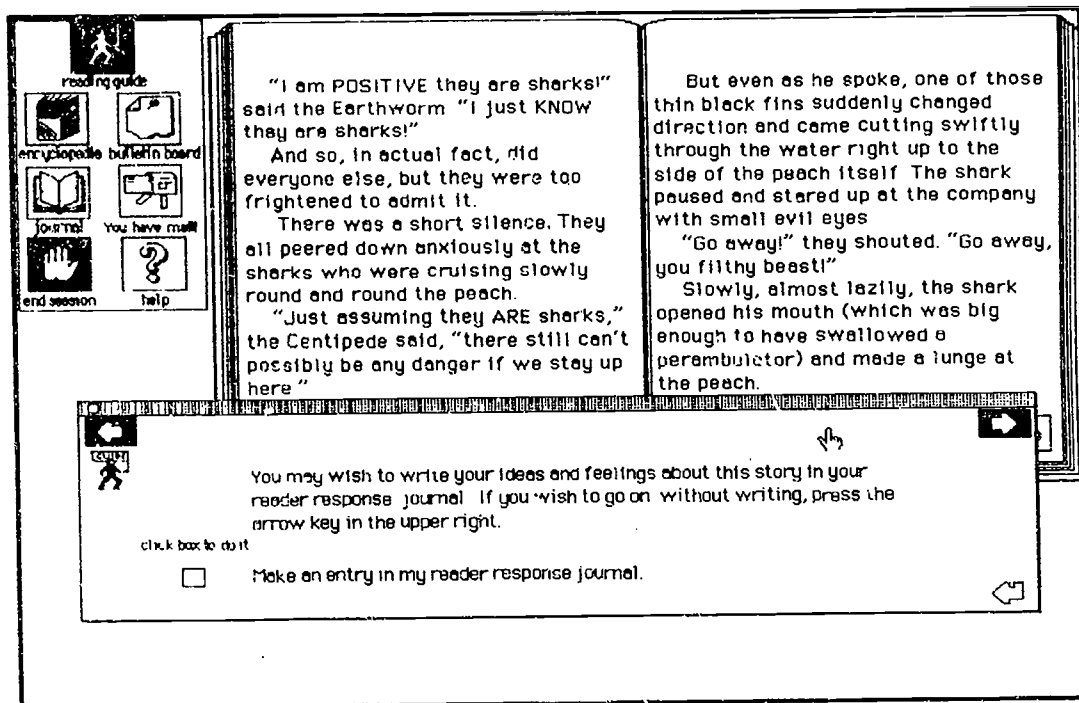 reading guide
encyclopedia bulletin board
journal You have mail!
end session help
"I am POSITIVE they are sharks!"
said the Earthworm "I just KNOW
they are sharks!"
And so, in actual fact, did
everyone else, but they were too
frightened to admit it.
There was a short silence. They
all peered down anxiously at the
sharks who were cruising slowly
round and round the peach.
"Just assuming they ARE sharks,"
the Centipede said, "there still can't
possibly be any danger if we stay up
here"
But even as he spoke, one of those
thin black fins suddenly changed
direction and came cutting swiftly
through the water right up to the
side of the peach itself The shark
paused and stared up at the company
with small evil eyes
"Go away!" they shouted. "Go away,
you filthy beast!"
Slowly, almost lazily, the shark
opened his mouth (which was big
enough to have swallowed a
perambulator) and made a lunge at
the peach.
You may wish to write your ideas and feelings about this story in your
reader response journal If you wish to go on without writing, press the
arrow key in the upper right.
click box to do it
Make an entry in my reader response journal.